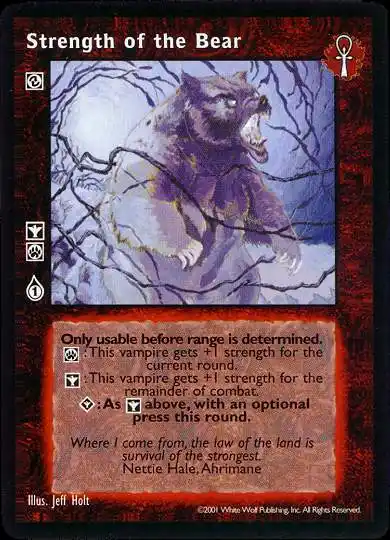 Strength of the Bear
1
Only usable before range is determined.
:This vampire gets +1 strength for the
current round.
:This vampire gets +1 strength for the
remainder of combat.
:As above, with an optional
press this round.
Where I come from, the law of the land is
survival of the strongest.
Nettie Hale, Ahrimane
Illus. Jeff Holt
©2001 White Wolf Publishing, Inc. All Rights Reserved.